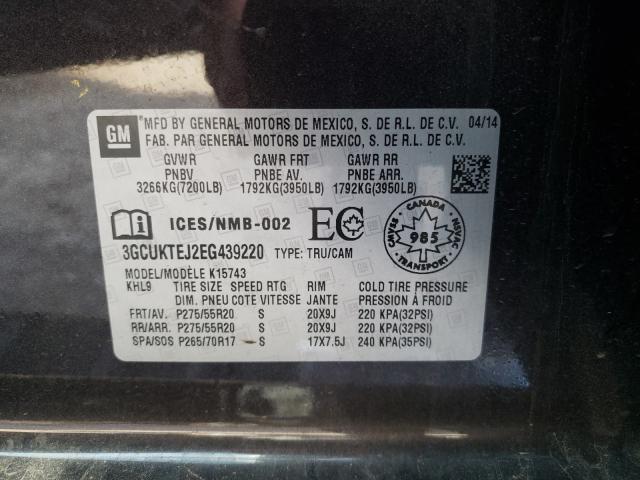 GM
MFD BY GENERAL MOTORS DE MEXICO, S. DE R.L. DE C.V. 04/14
FAB. PAR GENERAL MOTORS DE MEXICO, S. DE R.L. DE C.V.
GVWR GAWR FRT GAWR RR
PNBV PNBE AV. PNBE ARR.
3266KG(7200LB) 1792KG(3950LB) 1792KG(3950LB)
ICES/NMB-002 EC
CANADA
CMVSS 985 NSVAC
TRANSPORT
3GCUKTEJ2EG439220 TYPE: TRU/CAM
MODEL/MODÈLE K15743
KHL9 TIRE SIZE SPEED RTG RIM COLD TIRE PRESSURE
DIM. PNEU COTE VITESSE JANTE PRESSION À FROID
FRT/AV. P275/55R20 S 20X9J 220 KPA(32PSI)
RR/ARR. P275/55R20 S 20X9J 220 KPA(32PSI)
SPA/SOS P265/70R17 S 17X7.5J 240 KPA(35PSI)